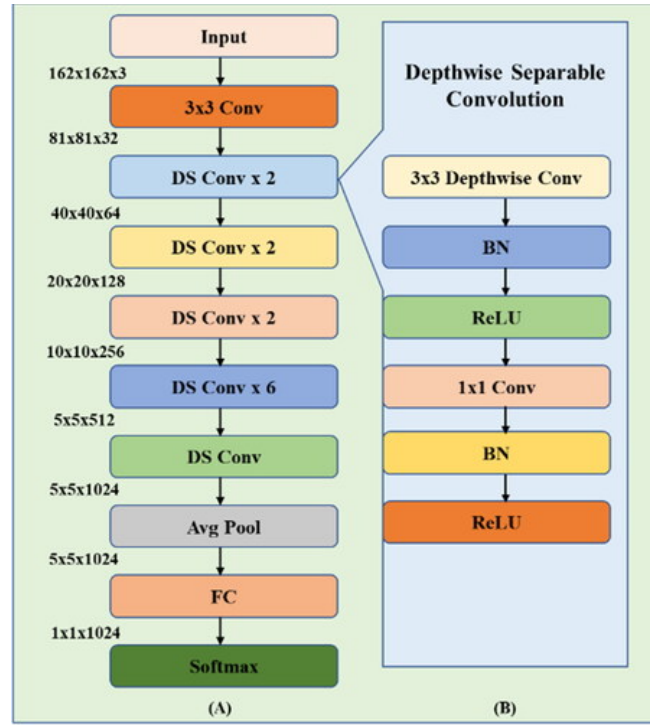 Input
162x162x3
3x3 Conv
81x81x32
DS Conv x 2
40x40x64
DS Conv x 2
20x20x128
DS Conv x 2
10x10x256
DS Conv x 6
5x5x512
DS Conv
5x5x1024
Avg Pool
5x5x1024
FC
1x1x1024
Softmax
(A)
Depthwise Separable
Convolution
3x3 Depthwise Conv
BN
ReLU
1x1 Conv
BN
ReLU
(B)